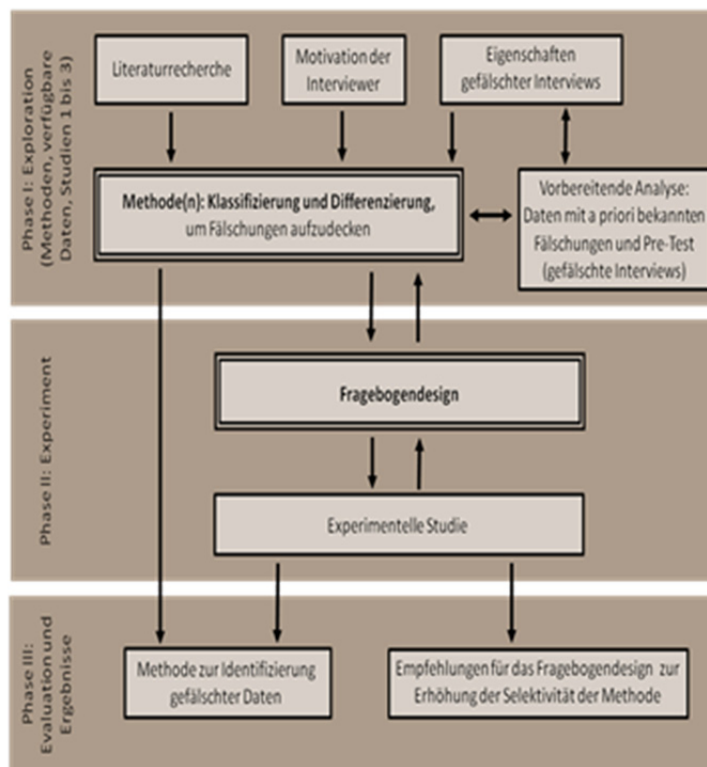 Phase I: Exploration
(Methoden, verfügbare
Daten, Studien 1 bis 3)
Literaturrecherche
Motivation der
Interviewer
Eigenschaften
gefälschter Interviews
Methode(n): Klassifizierung und Differenzierung,
um Fälschungen aufzudecken
Vorbereitende Analyse:
Daten mit a priori bekannten
Fälschungen und Pre-Test
(gefälschte Interviews)
Phase II: Experiment
Fragebogendesign
Experimentelle Studie
Phase III:
Evaluation und
Ergebnisse
Methode zur Identifizierung
gefälschter Daten
Empfehlungen für das Fragebogendesign zur
Erhöhung der Selektivität der Methode